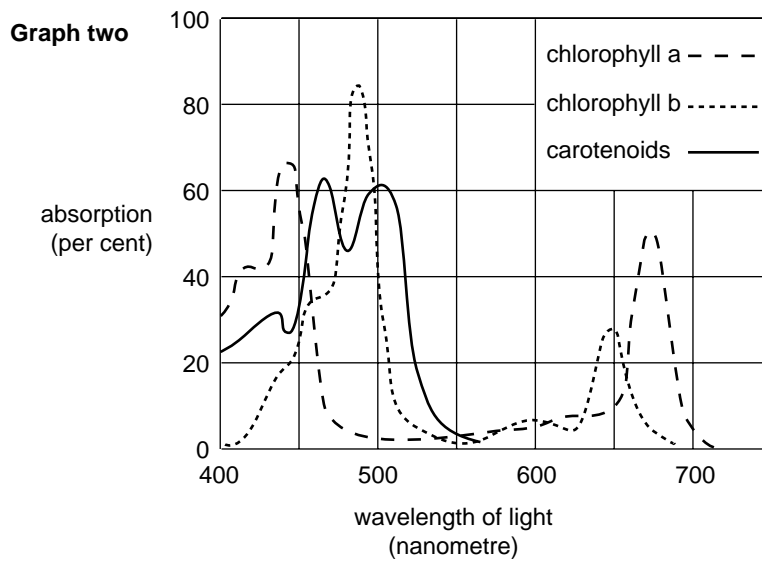 Graph two
100
80
60
40
20
0
absorption
(per cent)
chlorophyll a
chlorophyll b
carotenoids
400
500
600
700
wavelength of light
(nanometre)